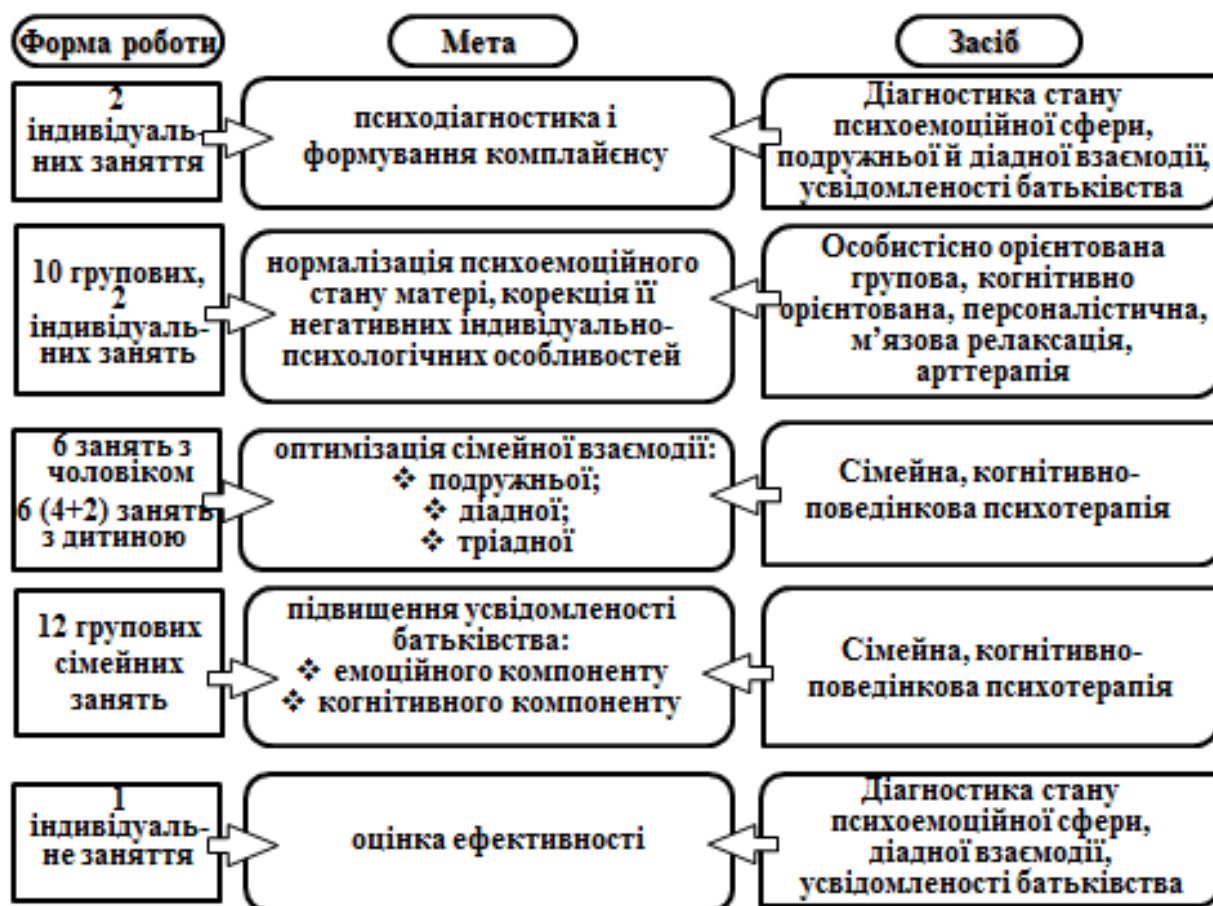 Форма роботи
Мета
Засіб
2
індивідуаль-
них заняття
психодіагностика і
формування комплайєнсу
Діагностика стану
психоемоційної сфери,
подружньої й діадної взаємодії,
усвідомленості батьківства
10 групових,
2
індивідуаль-
них занять
нормалізація психоемоційного
стану матері, корекція її
негативних індивідуально-
психологічних особливостей
Особистісно орієнтована
групова, когнітивно
орієнтована, персоналістична,
м’язова релаксація,
арттерапія
6 занять з
чоловіком
6 (4+2) занять
з дитиною
оптимізація сімейної взаємодії:
❖ подружньої;
❖ діадної;
❖ тріадної
Сімейна, когнітивно-
поведінкова психотерапія
12 групових
сімейних
занять
підвищення усвідомленості
батьківства:
❖ емоційного компоненту
❖ когнітивного компоненту
Сімейна, когнітивно-
поведінкова психотерапія
1
індивідуаль-
не заняття
оцінка ефективності
Діагностика стану
психоемоційної сфери,
діадної взаємодії,
усвідомленості батьківства